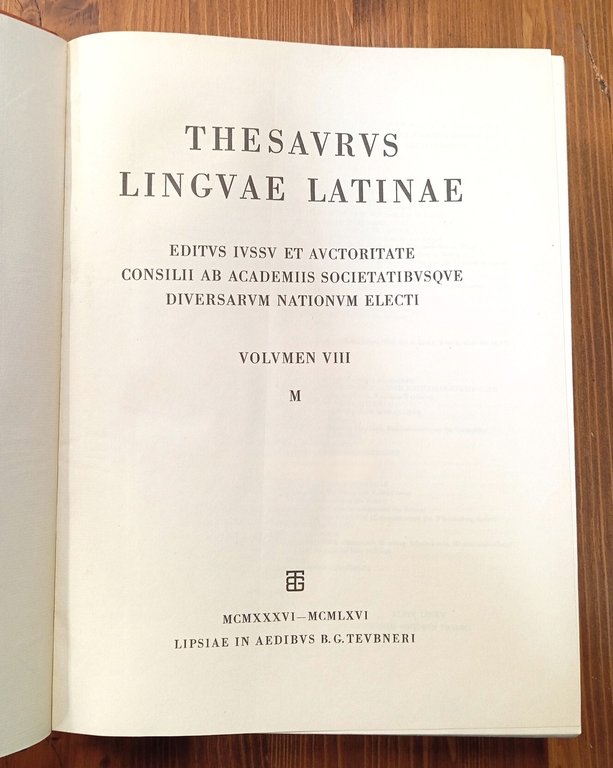 THESAVRVS
LINGVAE LATINAE
EDITVS IVSSV ET AVCTORITATE
CONSILII AB ACADEMIIS SOCIETATIBVSQVE
DIVERSARVM NATIONVM ELECTI
VOLVMEN VIII
M
MCMXXXVI—MCMLXVI
LIPSIAE IN AEDIBVS B.G.TEVBNERI